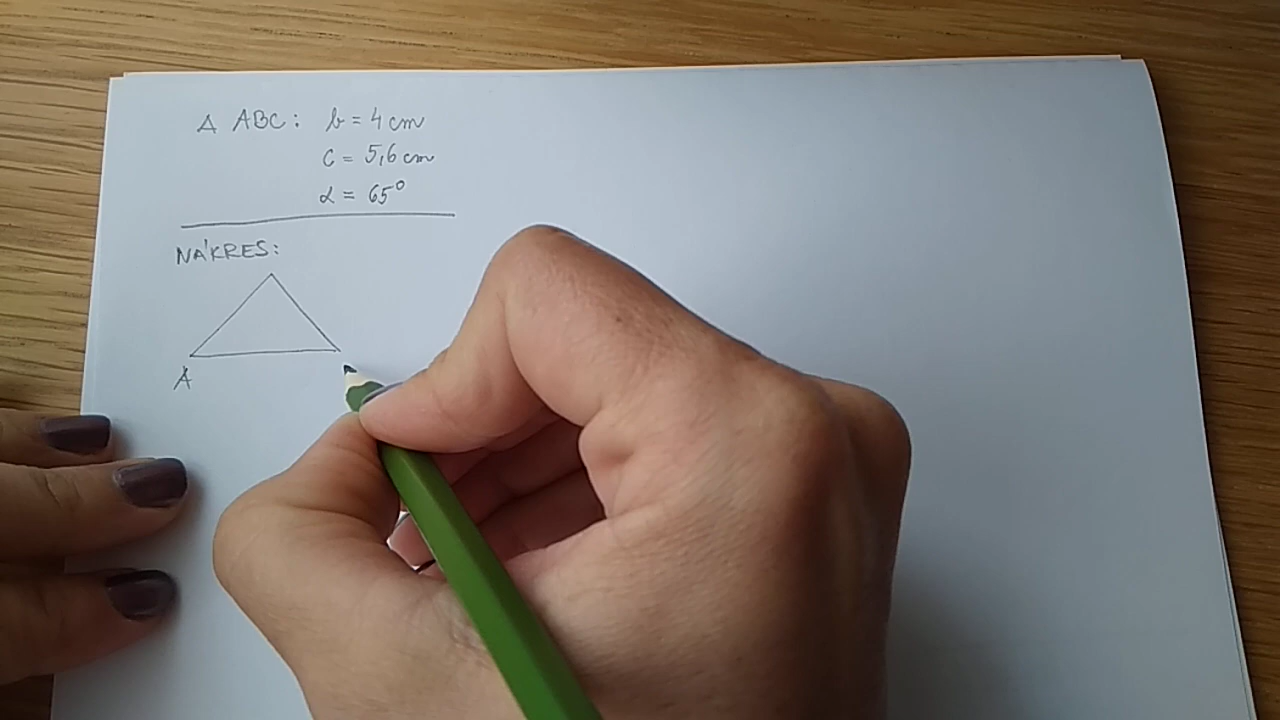 △ ABC: b = 4 cm
c = 5,6 cm
α = 65°
NÁKRES:
A